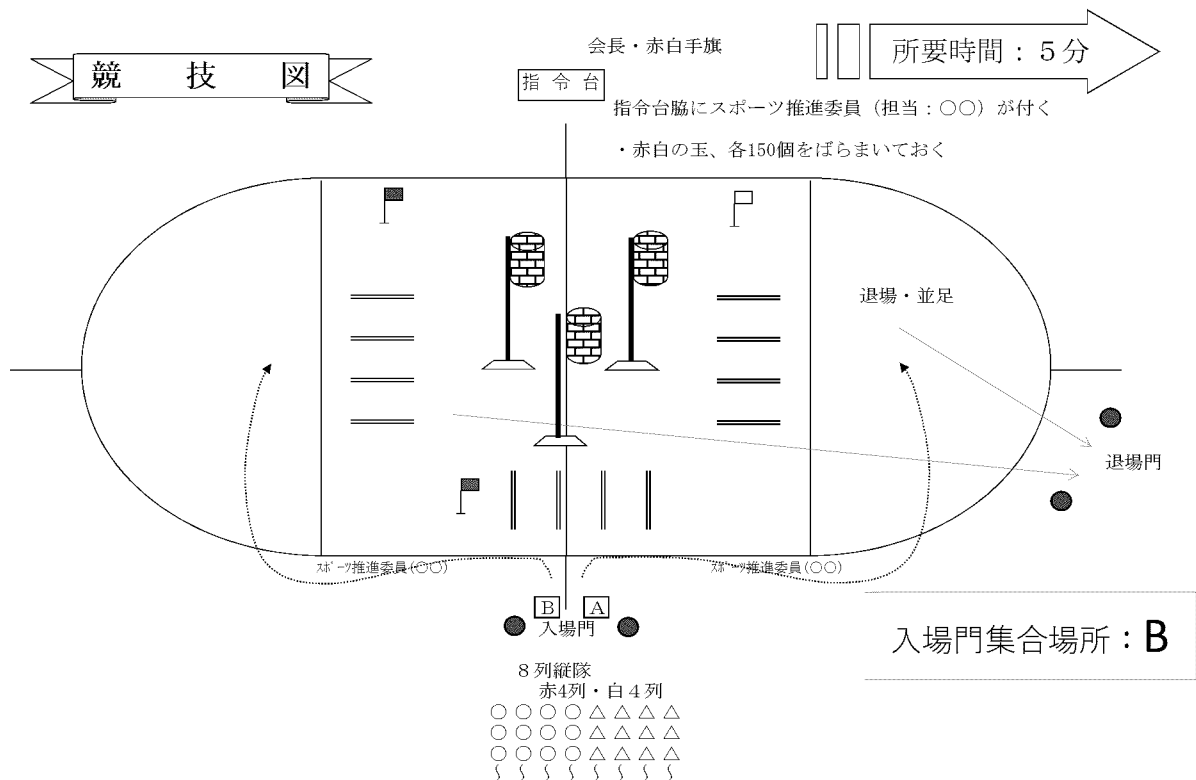 競技図
会長・赤白手旗
所要時間：５分
指令台
指令台脇にスポーツ推進委員（担当：○○）が付く
・赤白の玉、各150個をばらまいておく
退場・並足
退場門
ｽﾎﾟｰﾂ推進委員(○○)
ｽﾎﾟｰﾂ推進委員(○○)
B
A
入場門
入場門集合場所：B
８列縦隊
赤4列・白４列